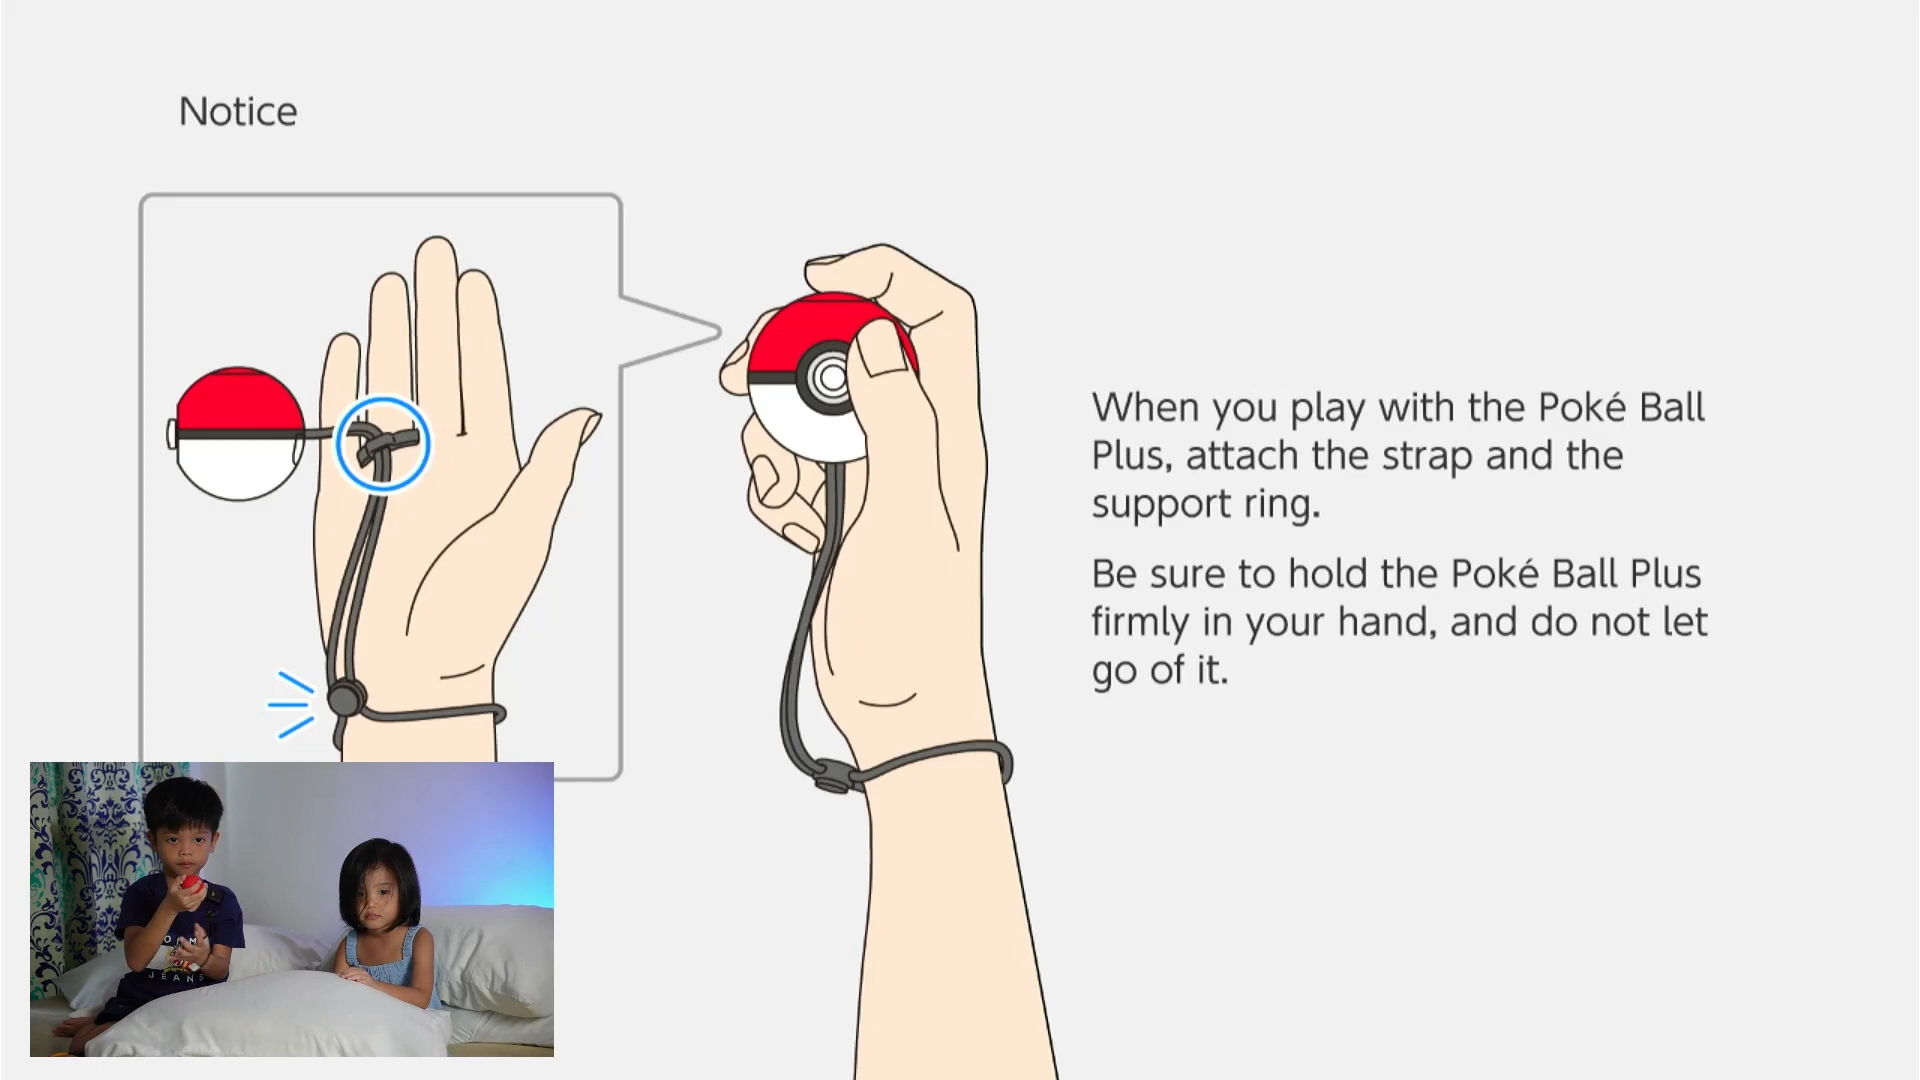 Notice
When you play with the Poké Ball
Plus, attach the strap and the
support ring.
Be sure to hold the Poké Ball Plus
firmly in your hand, and do not let
go of it.
JEANS